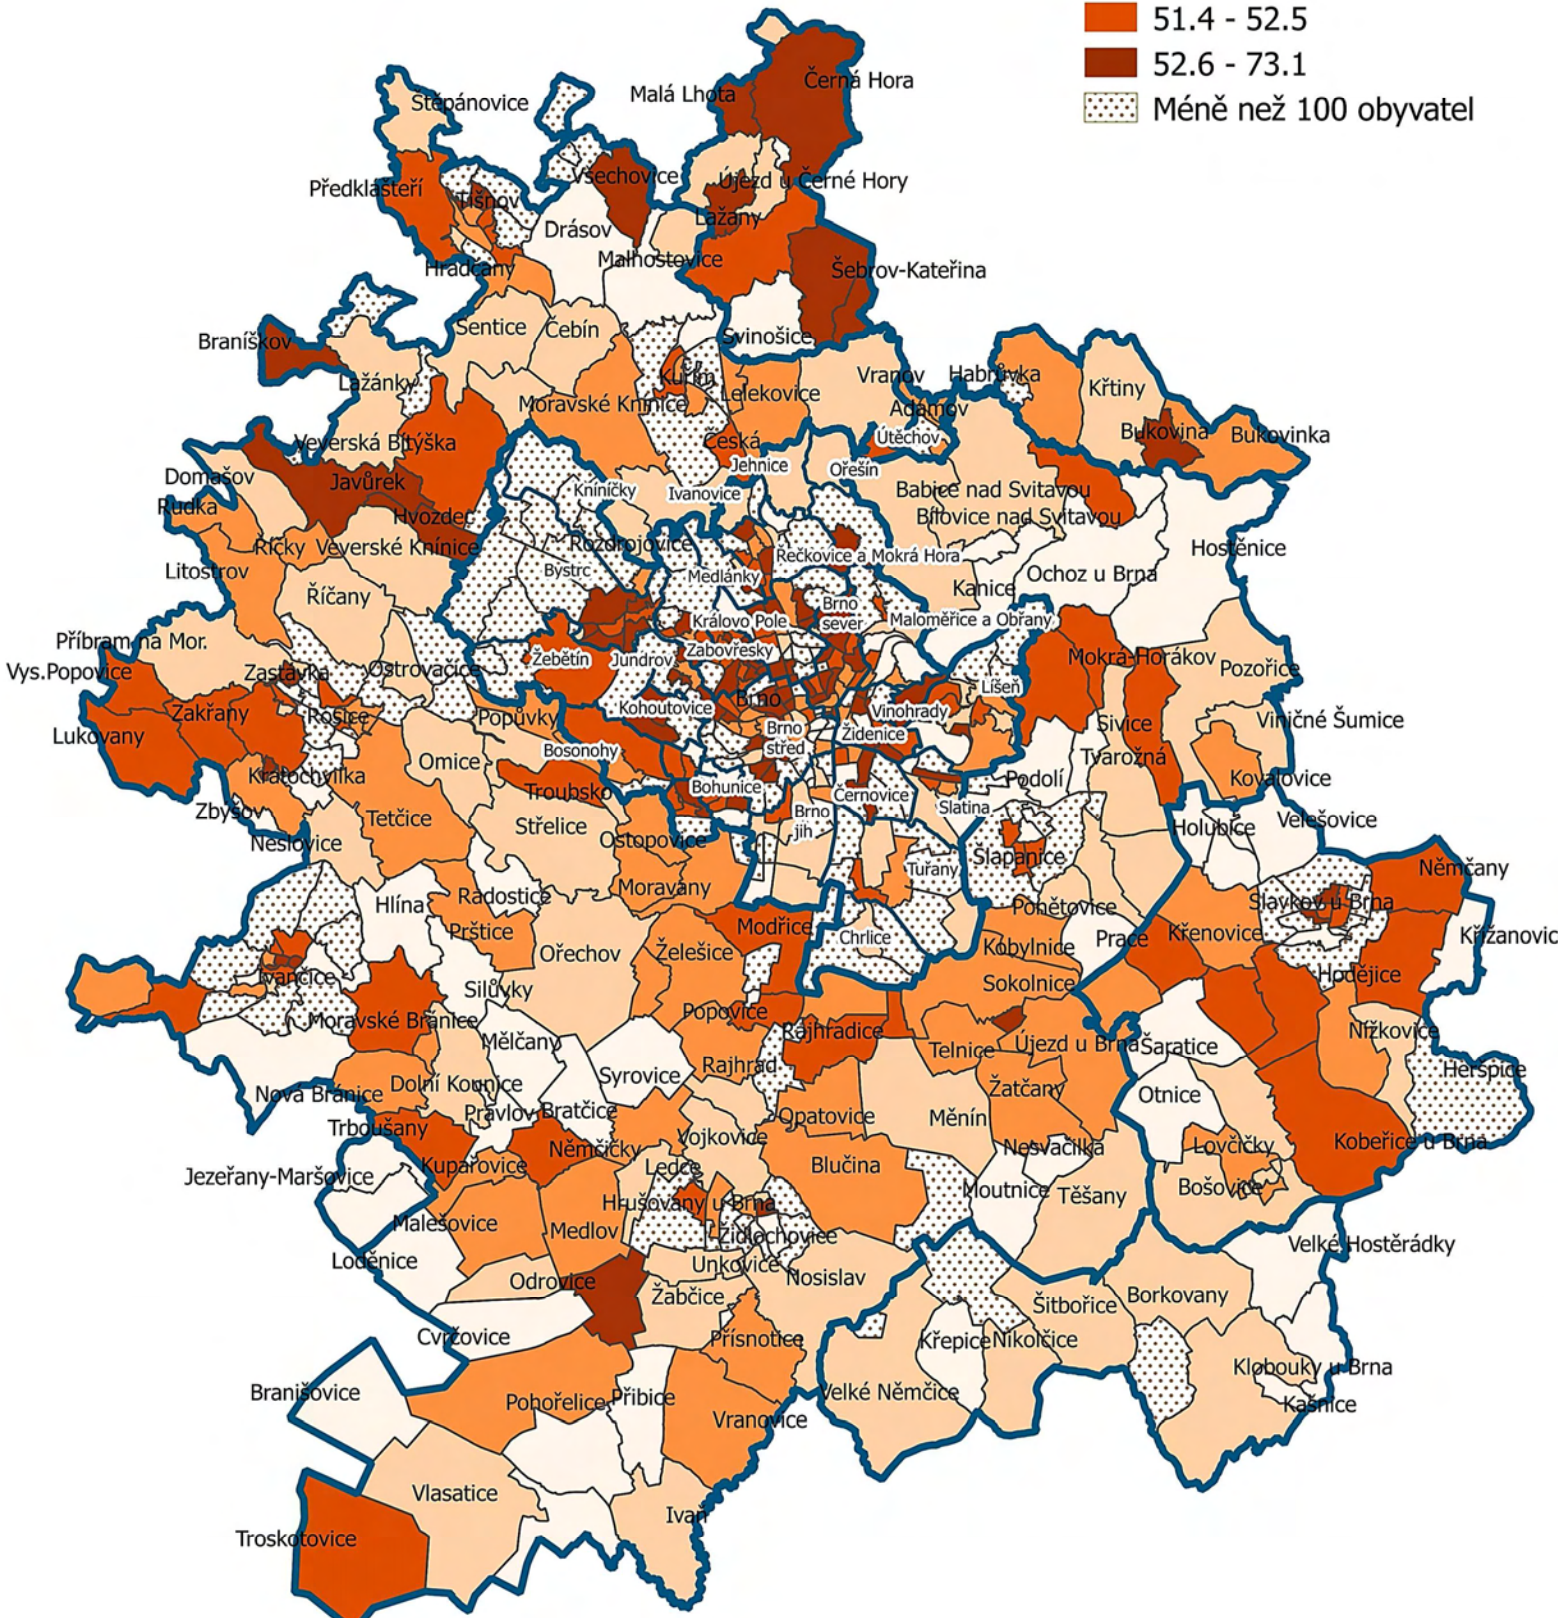 51.4 - 52.5
52.6 - 73.1
Méně než 100 obyvatel
Černá Hora
Malá Lhota
Štěpánovice
Všechovice
Újezd u Černé Hory
Předklášteří
Tišnov
Lažany
Drásov
Malhostovice
Hradčany
Šebrov-Kateřina
Sentice
Čebín
Svinošice
Braníškov
Lažánky
Kuřim
Lelekovice
Vranov
Habrůvka
Křtiny
Moravské Knínice
Adamov
Veverská Bítýška
Česká
Útěchov
Bukovina
Bukovinka
Domašov
Javůrek
Jehnice
Ořešín
Kníničky
Ivanovice
Babice nad Svitavou
Rudka
Hvozdec
Bílovice nad Svitavou
Říčky
Veverské Knínice
Rozdrojovice
Řečkovice a Mokrá Hora
Hostěnice
Litostrov
Bystrc
Medlánky
Kanice
Ochoz u Brna
Říčany
Brno
sever
Královo Pole
Maloměřice a Obřany
Příbram na Mor.
Žabovřesky
Žebětín
Jundrov
Mokrá-Horákov
Vys.Popovice
Zastávka
Ostrovačice
Pozořice
Líšeň
Zakřany
Rosice
Popůvky
Kohoutovice
Brno
Vinohrady
Sivice
Viničné Šumice
Lukovany
Bosonohy
Brno
střed
Židenice
Omice
Tvarožná
Kratochvilka
Troubsko
Bohunice
Černovice
Podolí
Kovalovice
Zbyšov
Tetčice
Střelice
Brno
jih
Slatina
Holubice
Velešovice
Neslovice
Ostopovice
Šlapanice
Tuřany
Němčany
Hlína
Radostice
Moravany
Ponětovice
Slavkov u Brna
Prštice
Modřice
Chrlice
Prace
Křenovice
Křižanovic
Ořechov
Želešice
Kobylnice
Ivančice
Silůvky
Sokolnice
Hodějice
Moravské Bránice
Popovice
Rajhradice
Nížkovice
Mělčany
Telnice
Újezd u Brna
Šaratice
Rajhrad
Heršpice
Nová Bránice
Dolní Kounice
Syrovice
Žatčany
Otnice
Pravlov
Bratčice
Opatovice
Měnín
Trboušany
Němčičky
Vojkovice
Nesvačilka
Lovčičky
Kobeřice u Brna
Kupařovice
Ledce
Blučina
Jezeřany-Maršovice
Moutnice
Těšany
Bošovice
Malešovice
Medlov
Hrušovany u Brna
Židlochovice
Velké Hostěrádky
Loděnice
Odrovice
Unkovice
Nosislav
Žabčice
Šitbořice
Borkovany
Cvrčovice
Přísnotice
Křepice
Nikolčice
Klobouky u Brna
Branišovice
Pohořelice
Přibice
Velké Němčice
Kašnice
Vranovice
Vlasatice
Ivaň
Troskotovice